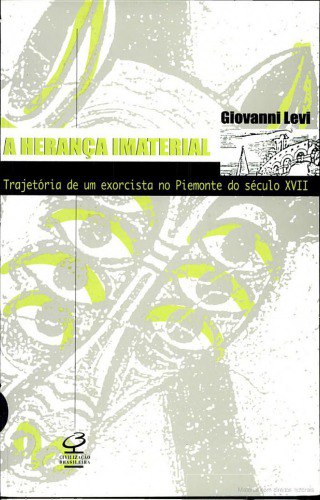 Giovanni Levi
A HERANÇA IMATERIAL
Trajetória de um exorcista no Piemonte do século XVII
CIVILIZAÇÃO
BRASILEIRA